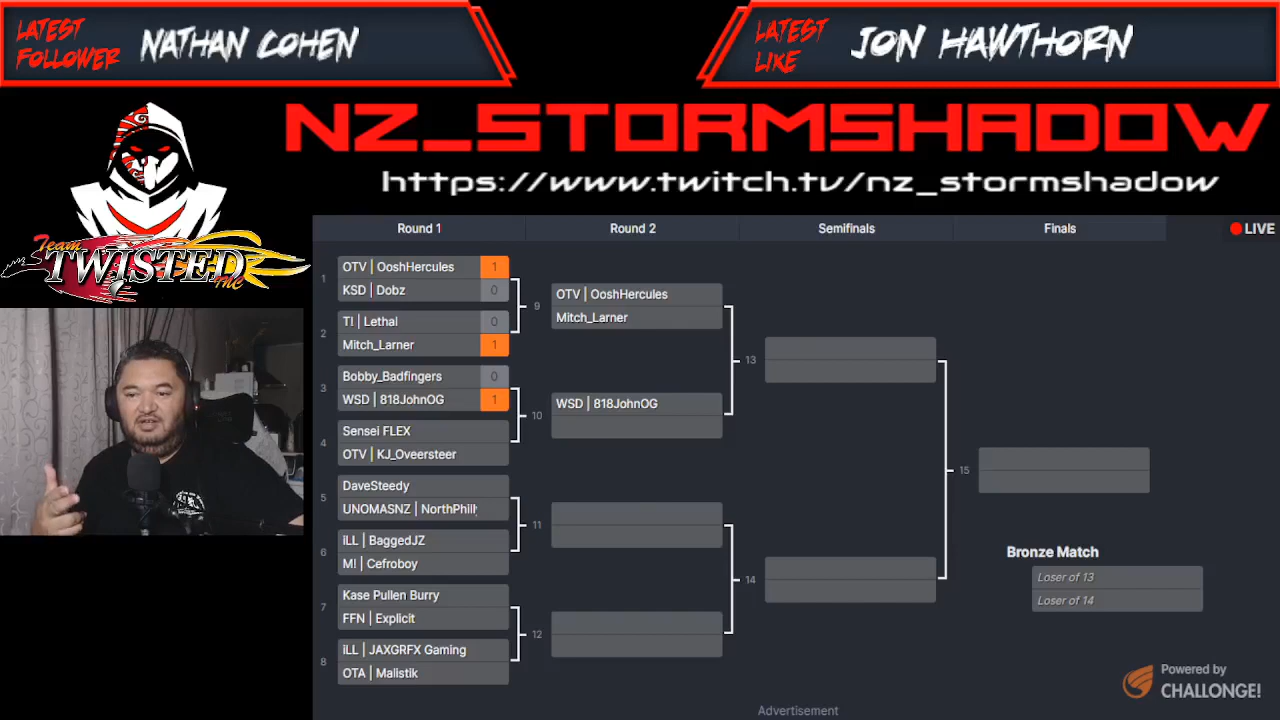 LATEST FOLLOWER
NATHAN COHEN
LATEST LIKE
JON HAWTHORN
NZ_STORMSHADOW
https://www.twitch.tv/nz_stormshadow
Team
TWISTED
INC
Round 1
Round 2
Semifinals
Finals
LIVE
1
OTV | OoshHercules 1
KSD | Dobz 0
2
T! | Lethal 0
Mitch_Larner 1
3
Bobby_Badfingers 0
WSD | 818JohnOG 1
4
Sensei FLEX
OTV | KJ_Oveersteer
5
DaveSteedy
UNOMASNZ | NorthPhill
6
iLL | BaggedJZ
M! | Cefroboy
7
Kase Pullen Burry
FFN | Explicit
8
iLL | JAXGRFX Gaming
OTA | Malistik
9
OTV | OoshHercules
Mitch_Larner
10
WSD | 818JohnOG
11
12
13
14
15
Bronze Match
Loser of 13
Loser of 14
Powered by
CHALLONGE!
Advertisement